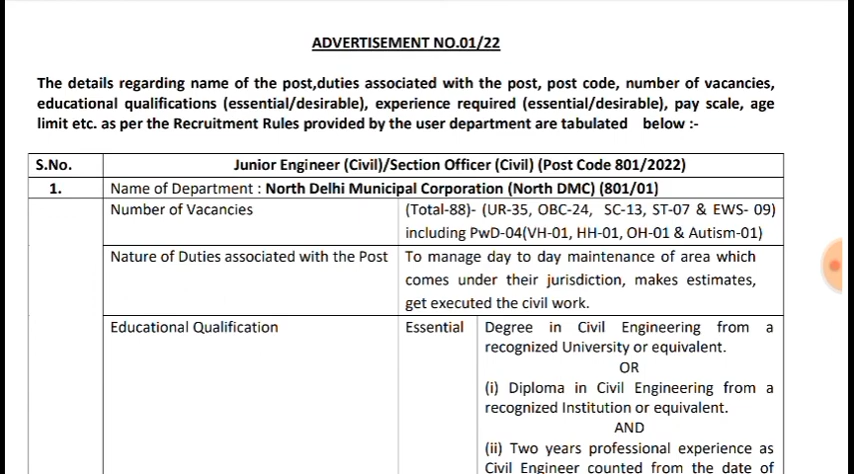 ADVERTISEMENT NO.01/22
The details regarding name of the post,duties associated with the post, post code, number of vacancies,
educational qualifications (essential/desirable), experience required (essential/desirable), pay scale, age
limit etc. as per the Recruitment Rules provided by the user department are tabulated below :-
S.No. Junior Engineer (Civil)/Section Officer (Civil) (Post Code 801/2022)
1. Name of Department : North Delhi Municipal Corporation (North DMC) (801/01)
Number of Vacancies (Total-88)- (UR-35, OBC-24, SC-13, ST-07 & EWS- 09)
including PwD-04(VH-01, HH-01, OH-01 & Autism-01)
Nature of Duties associated with the Post To manage day to day maintenance of area which
comes under their jurisdiction, makes estimates,
get executed the civil work.
Educational Qualification Essential Degree in Civil Engineering from a
recognized University or equivalent.
OR
(i) Diploma in Civil Engineering from a
recognized Institution or equivalent.
AND
(ii) Two years professional experience as
Civil Engineer counted from the date of